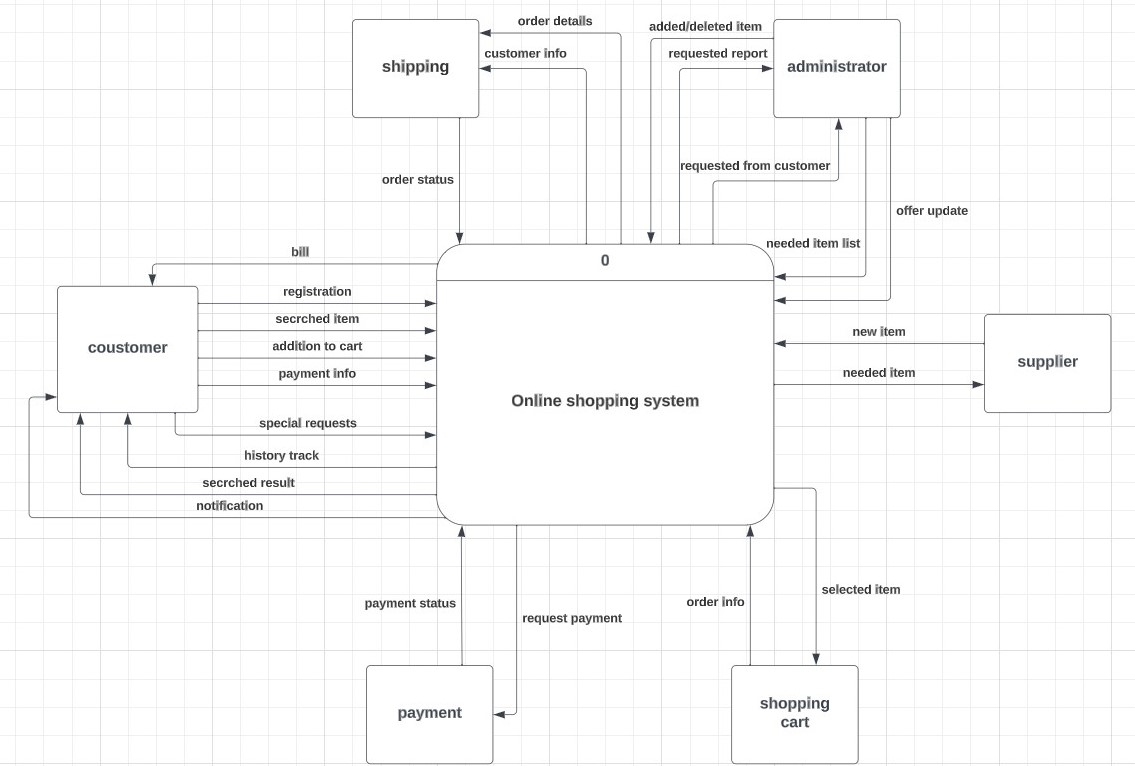 order details
added/deleted item
customer info
requested report
shipping
administrator
requested from customer
order status
offer update
needed item list
bill
0
registration
secrched item
new item
addition to cart
coustomer
supplier
payment info
needed item
Online shopping system
special requests
history track
secrched result
notification
selected item
payment status
order info
request payment
payment
shopping
cart